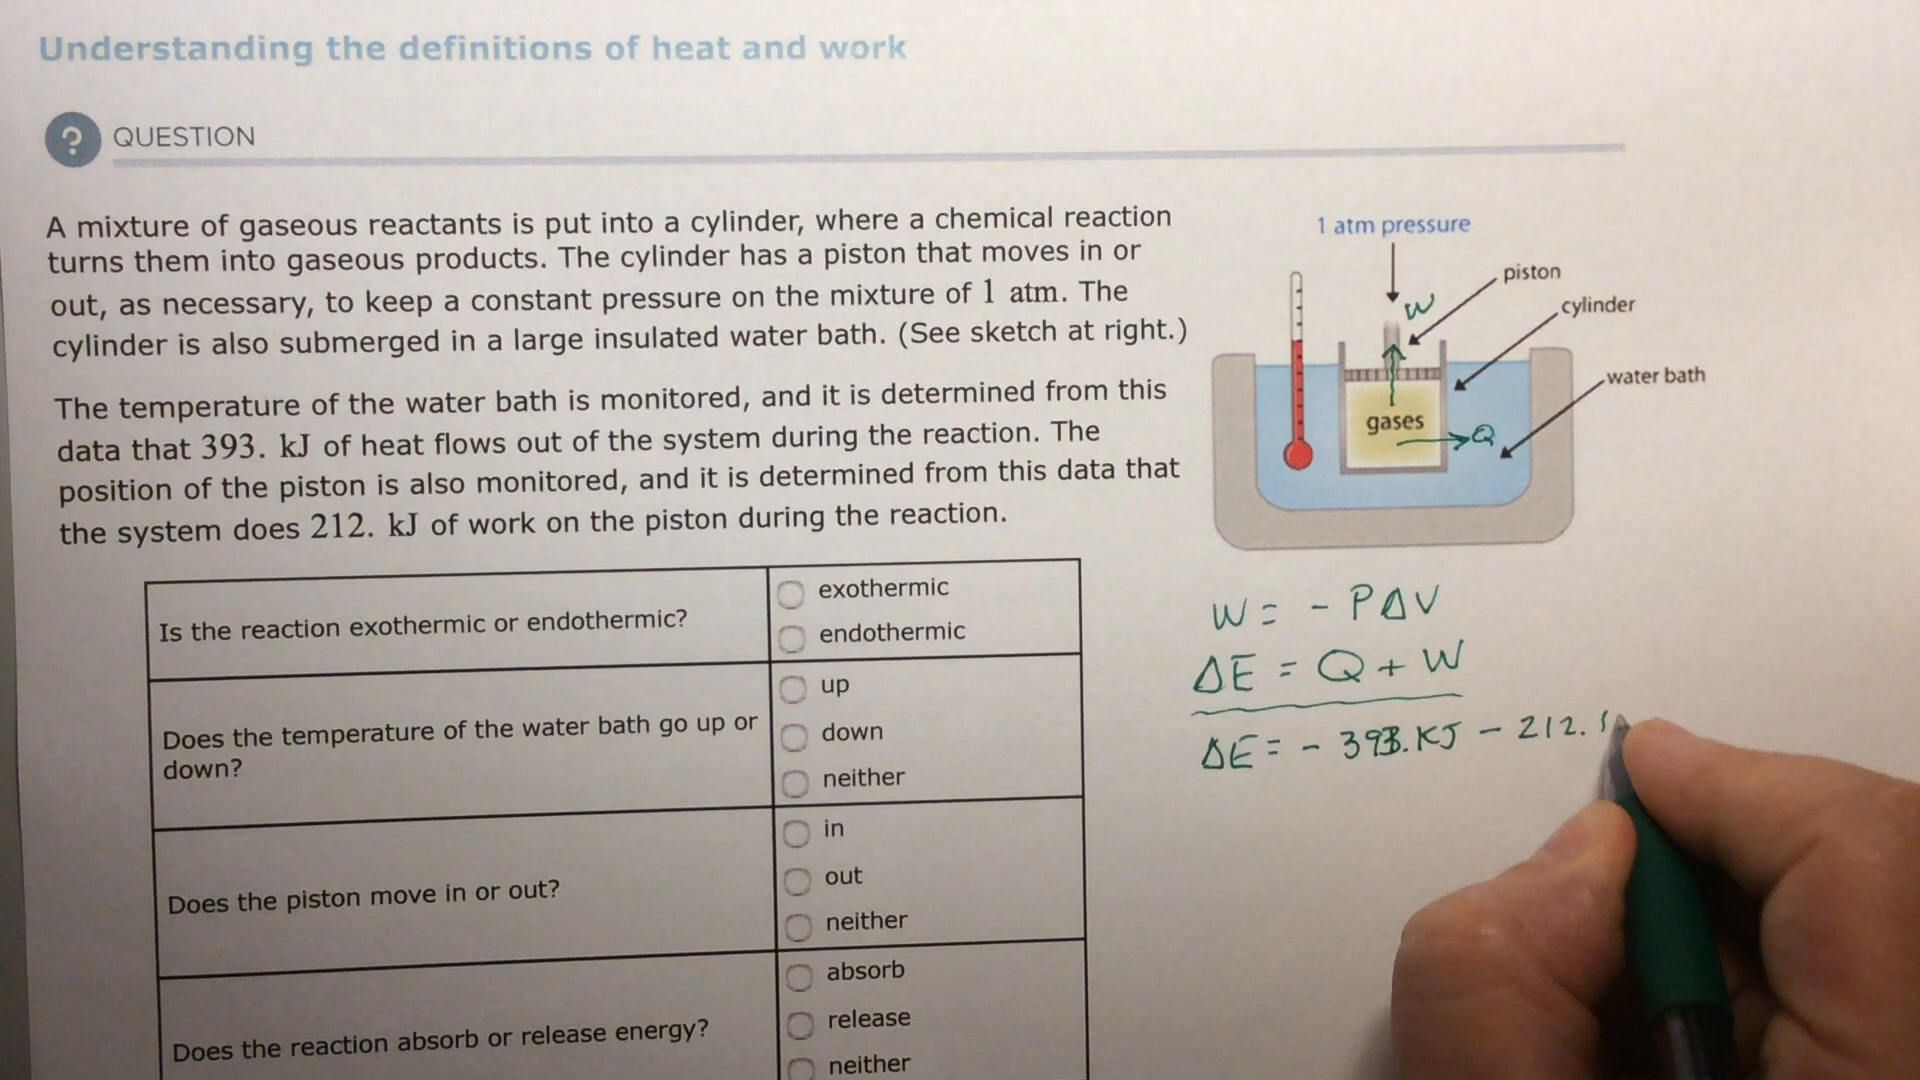 Understanding the definitions of heat and work
?
QUESTION
A mixture of gaseous reactants is put into a cylinder, where a chemical reaction
turns them into gaseous products. The cylinder has a piston that moves in or
out, as necessary, to keep a constant pressure on the mixture of 1 atm. The
cylinder is also submerged in a large insulated water bath. (See sketch at right.)
The temperature of the water bath is monitored, and it is determined from this
data that 393. kJ of heat flows out of the system during the reaction. The
position of the piston is also monitored, and it is determined from this data that
the system does 212. kJ of work on the piston during the reaction.
1 atm pressure
piston
W
cylinder
water bath
gases
Q
Is the reaction exothermic or endothermic?
exothermic
endothermic
Does the temperature of the water bath go up or
down?
up
down
neither
Does the piston move in or out?
in
out
neither
Does the reaction absorb or release energy?
absorb
release
neither
W = - PΔV
ΔE = Q + W
ΔE = - 393. KJ - 212.